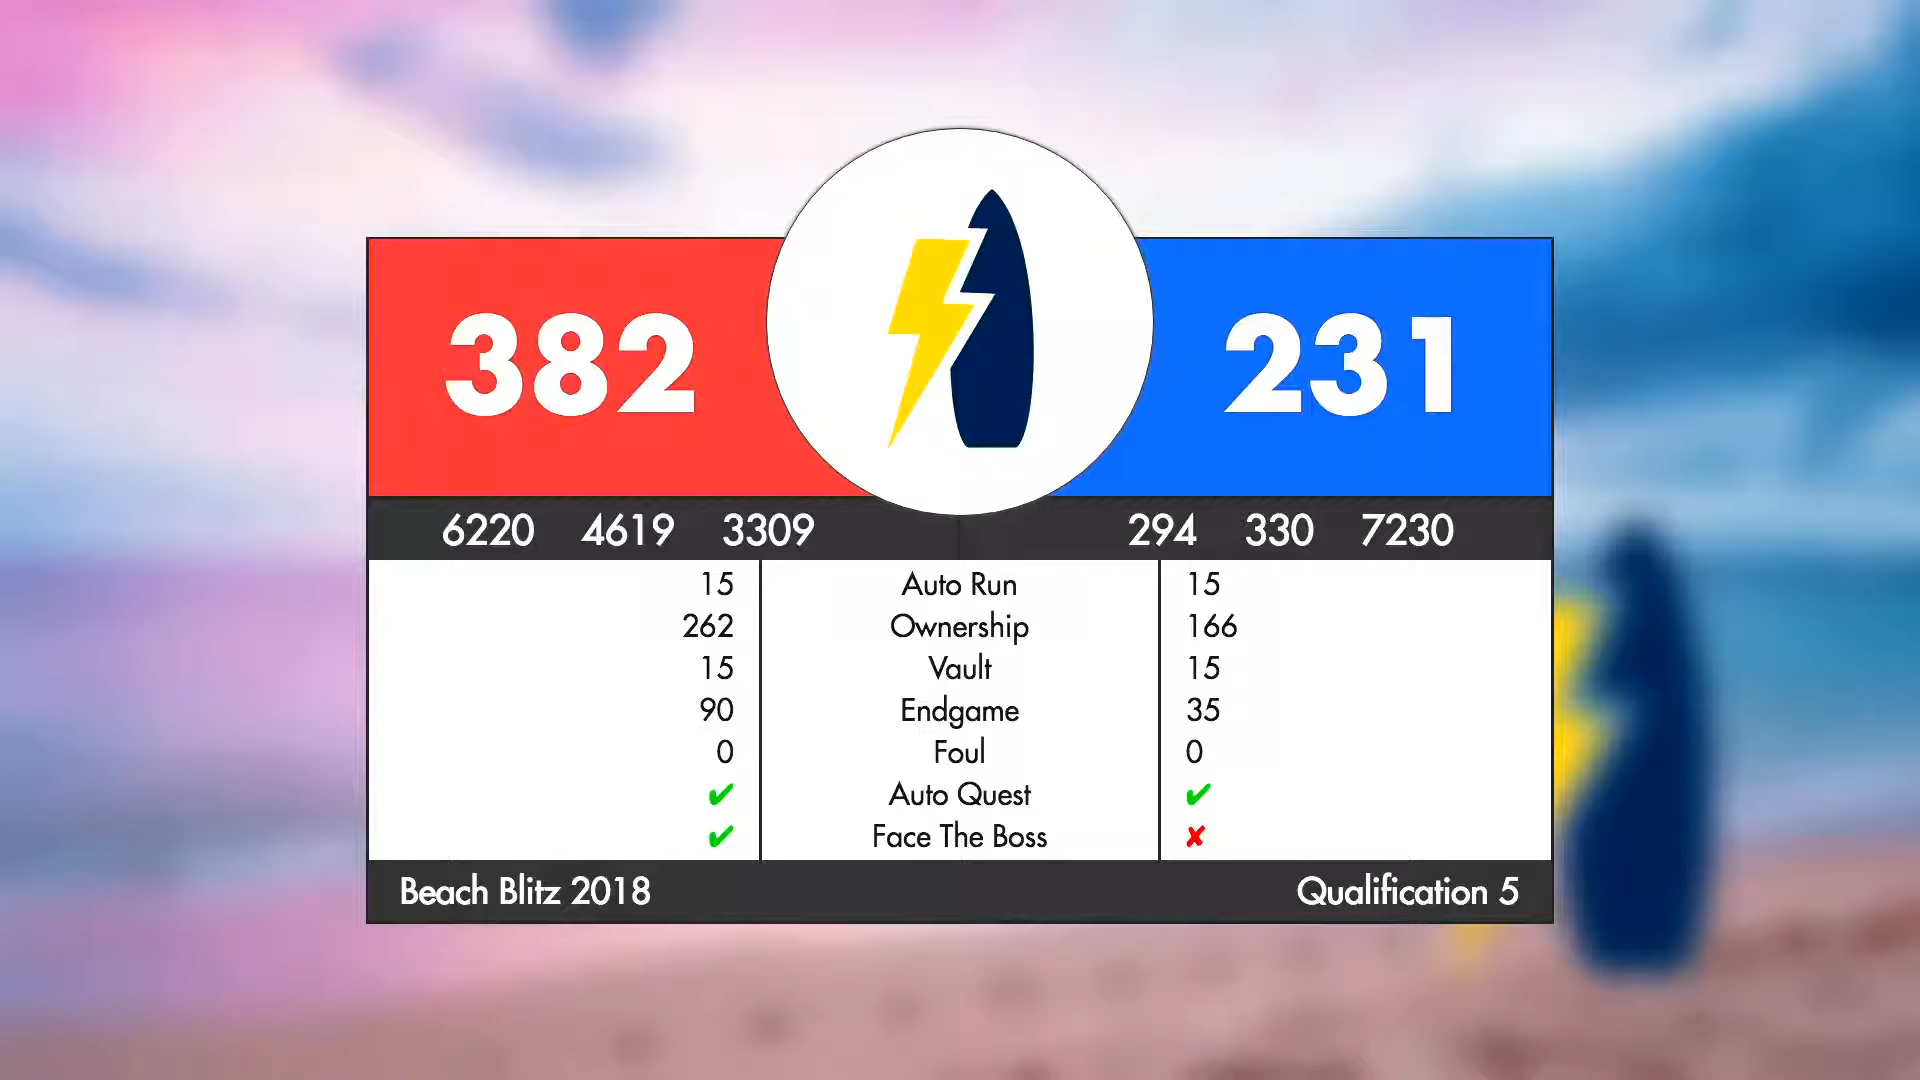 382 231
6220 4619 3309 294 330 7230
15 Auto Run 15
262 Ownership 166
15 Vault 15
90 Endgame 35
0 Foul 0
✔ Auto Quest ✔
✔ Face The Boss ✘
Beach Blitz 2018 Qualification 5